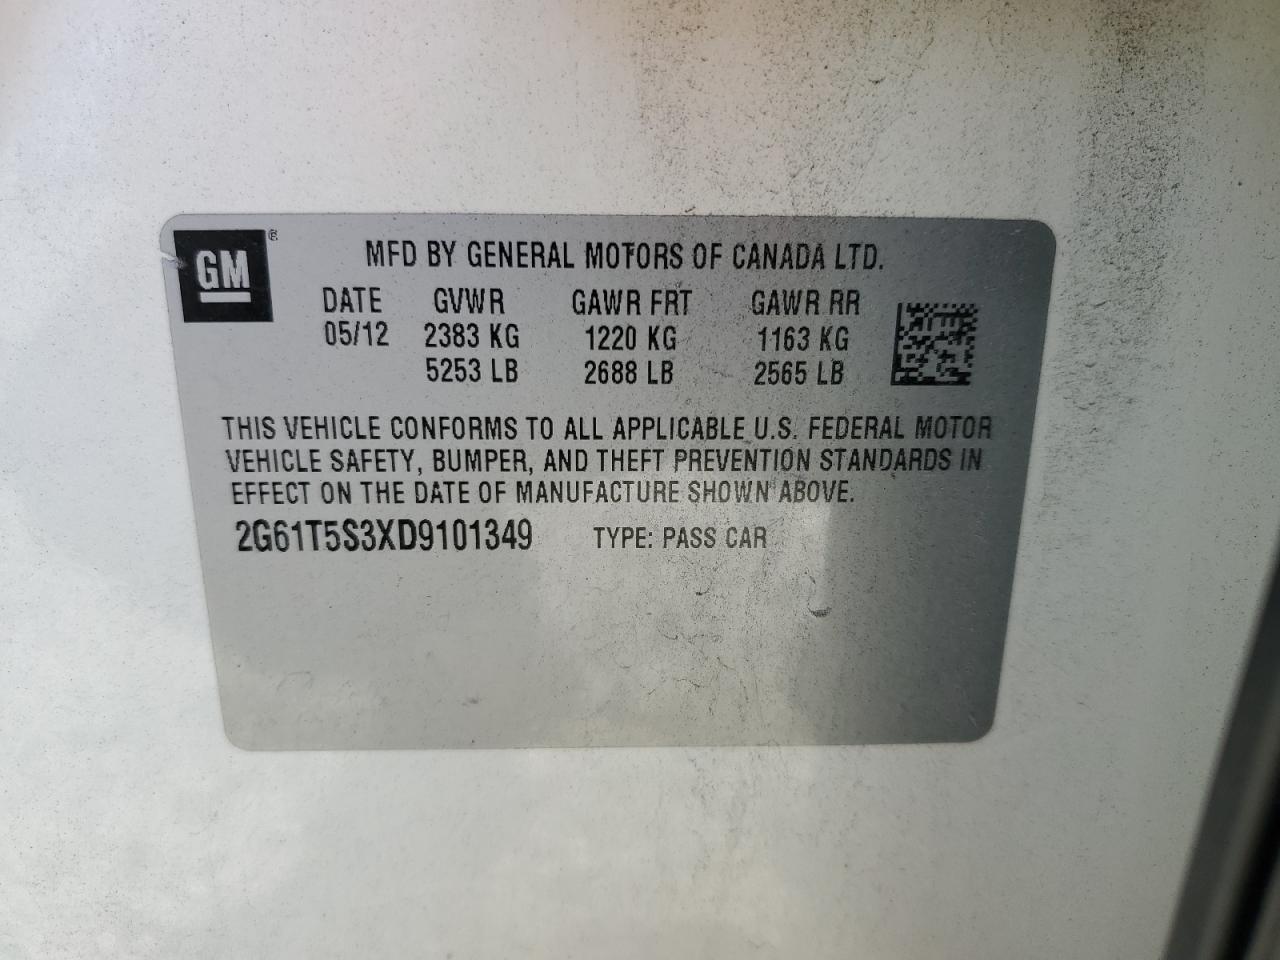 GM®
MFD BY GENERAL MOTORS OF CANADA LTD.
DATE GVWR GAWR FRT GAWR RR
05/12 2383 KG 1220 KG 1163 KG
5253 LB 2688 LB 2565 LB
THIS VEHICLE CONFORMS TO ALL APPLICABLE U.S. FEDERAL MOTOR
VEHICLE SAFETY, BUMPER, AND THEFT PREVENTION STANDARDS IN
EFFECT ON THE DATE OF MANUFACTURE SHOWN ABOVE.
2G61T5S3XD9101349 TYPE: PASS CAR